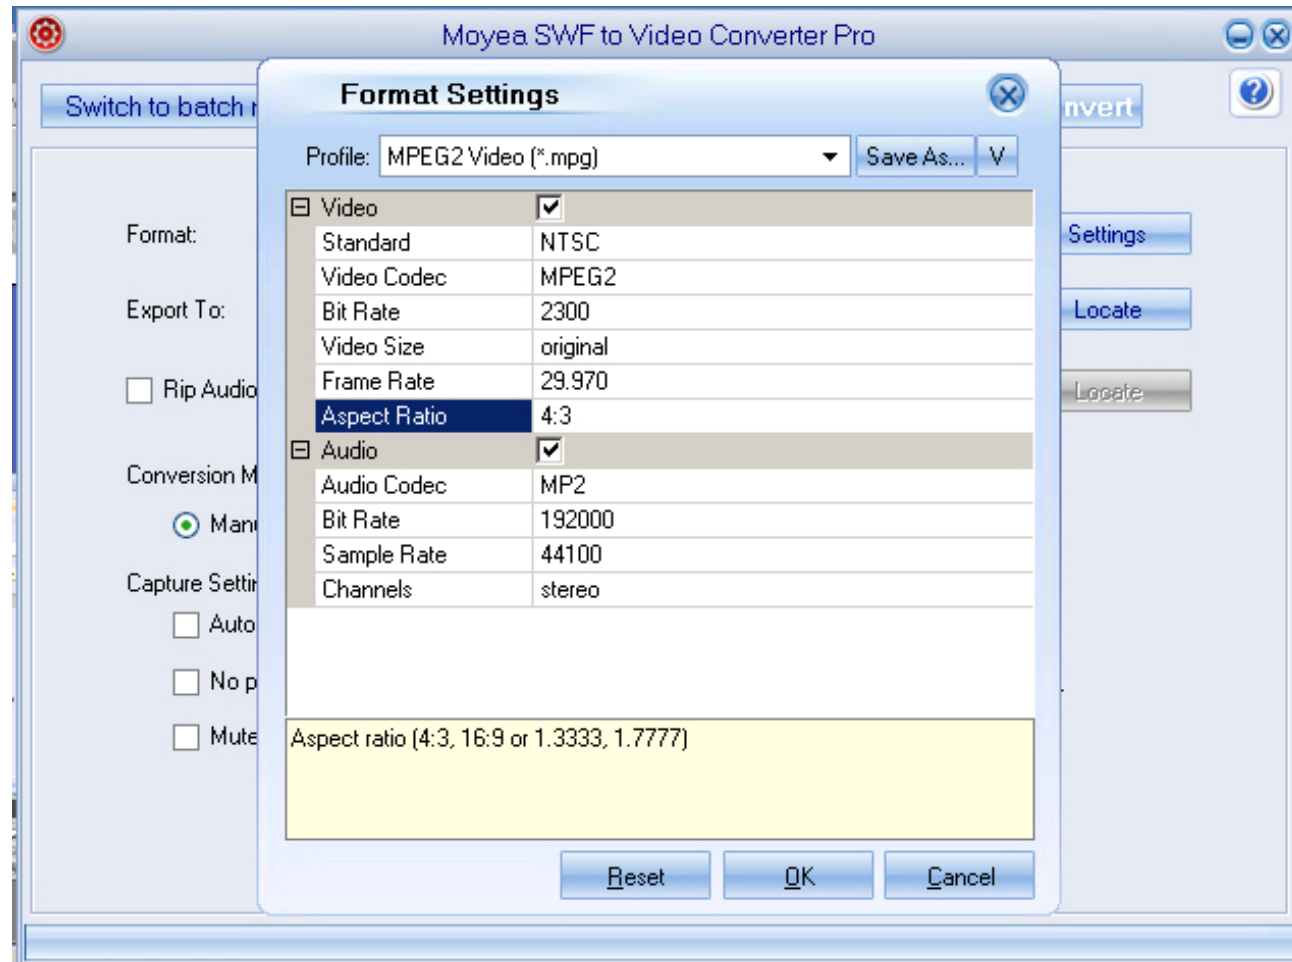 Moyea SWF to Video Converter Pro
Switch to batch
Format Settings
nvert
Profile: MPEG2 Video (*.mpg) Save As... V
Video
Standard NTSC
Video Codec MPEG2
Bit Rate 2300
Video Size original
Frame Rate 29.970
Aspect Ratio 4:3
Audio
Audio Codec MP2
Bit Rate 192000
Sample Rate 44100
Channels stereo
Aspect ratio (4:3, 16:9 or 1.3333, 1.7777)
Reset OK Cancel
Format: Settings
Export To: Locate
Rip Audio Locate
Conversion M
Manu
Capture Settin
Auto
No p
Mute